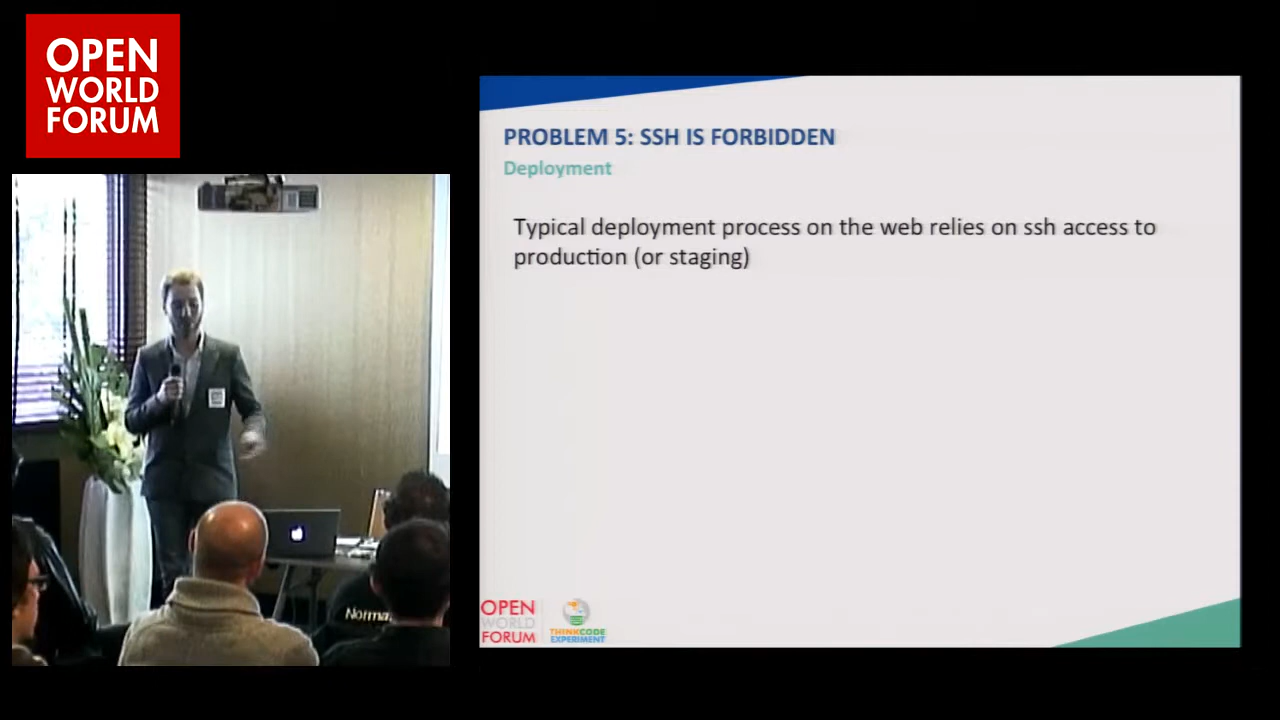 OPEN
WORLD
FORUM
PROBLEM 5: SSH IS FORBIDDEN
Deployment
Typical deployment process on the web relies on ssh access to
production (or staging)
Norma
OPEN
WORLD
FORUM
THINKCODE
EXPERIMENT